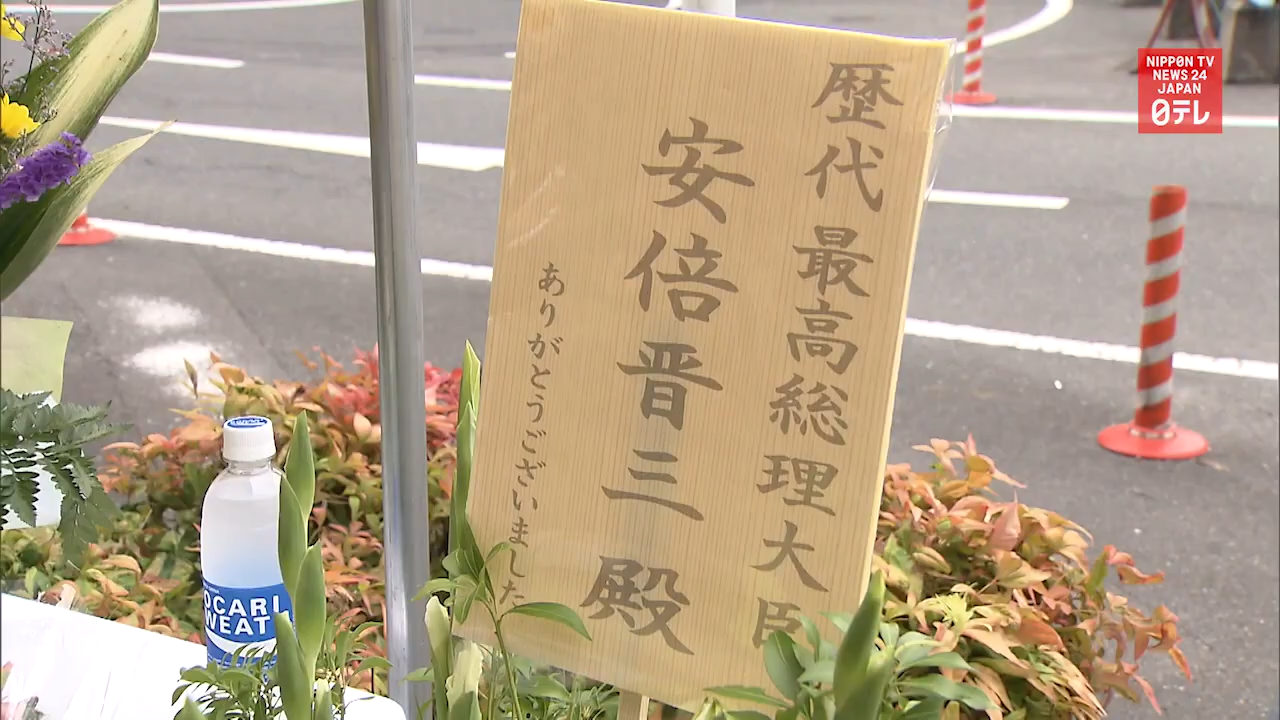 歴代最高総理大臣
安倍晋三殿
ありがとうございました
NIPPON TV
NEWS 24
JAPAN
日テレ
OCARI
WEAT